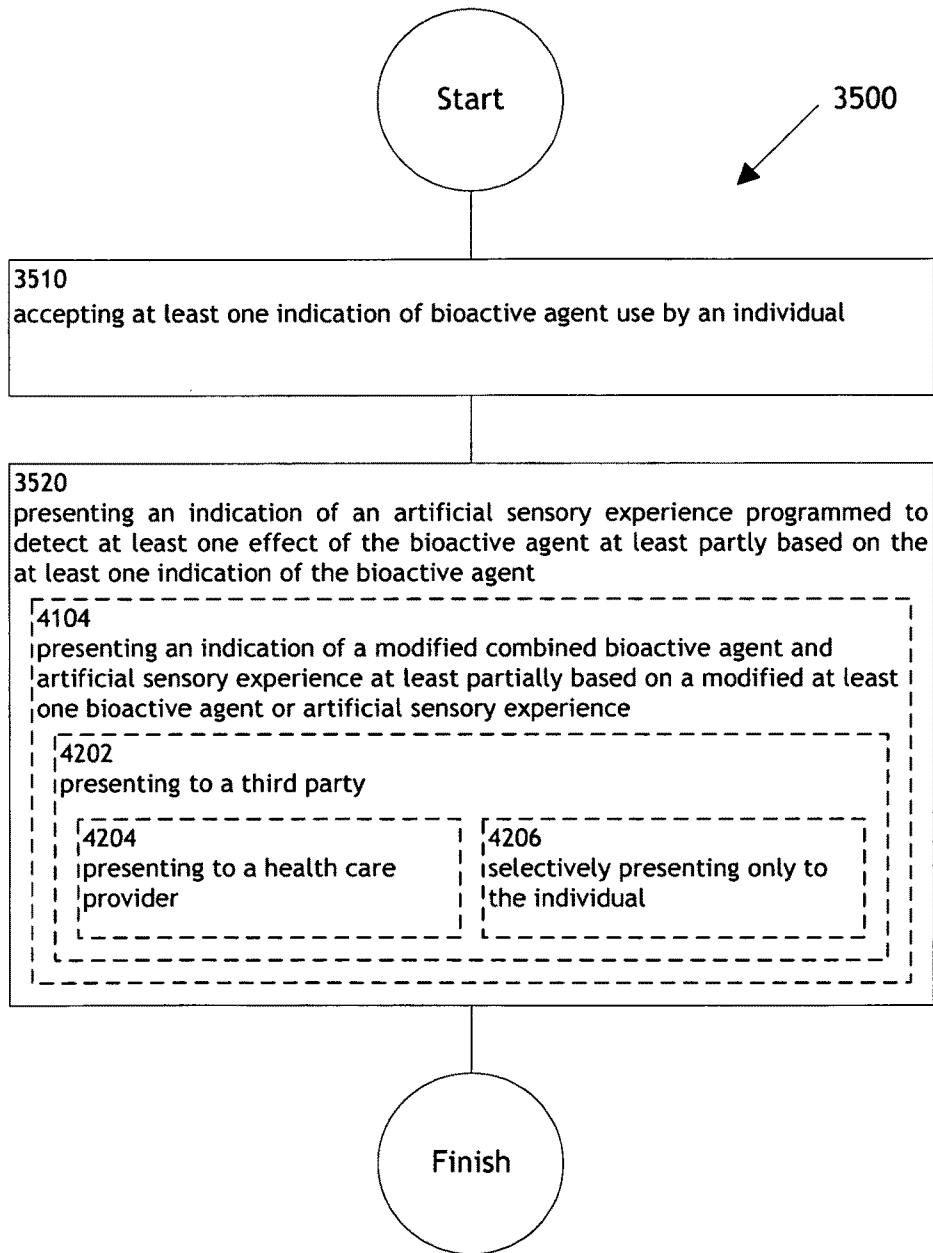 Start
3500
3510
accepting at least one indication of bioactive agent use by an individual
3520
presenting an indication of an artificial sensory experience programmed to
detect at least one effect of the bioactive agent at least partly based on the
at least one indication of the bioactive agent
4104
presenting an indication of a modified combined bioactive agent and
artificial sensory experience at least partially based on a modified at least
one bioactive agent or artificial sensory experience
4202
presenting to a third party
4204
presenting to a health care
provider
4206
selectively presenting only to
the individual
Finish